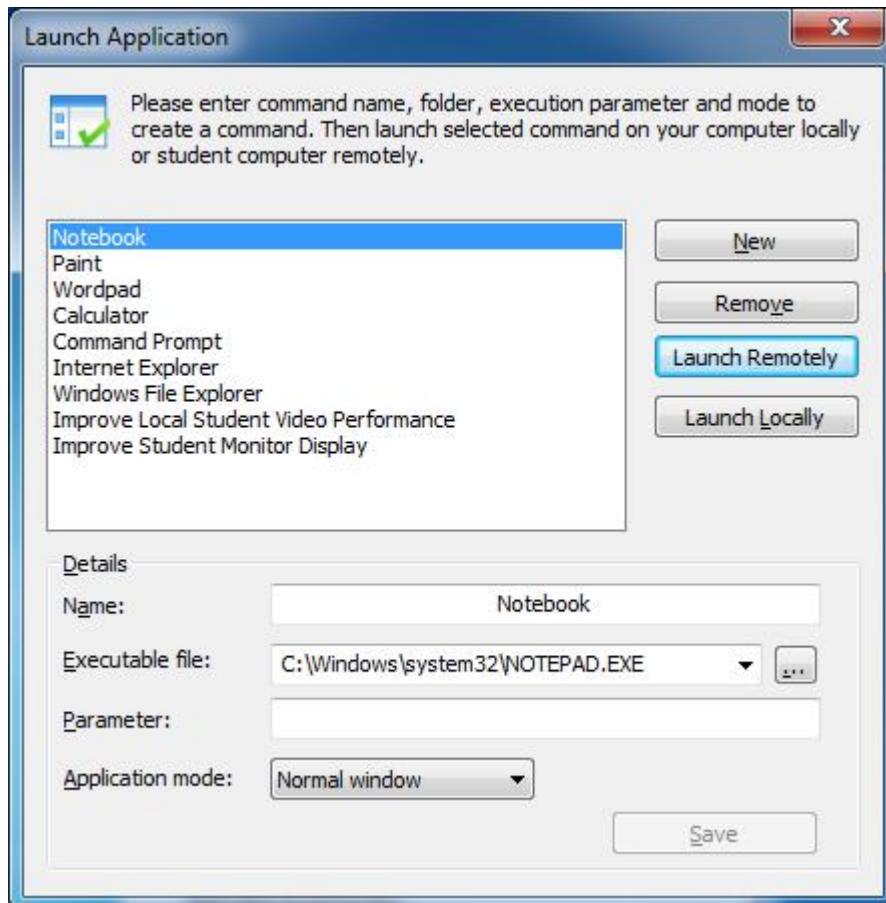 Launch Application
Please enter command name, folder, execution parameter and mode to
create a command. Then launch selected command on your computer locally
or student computer remotely.
Notebook
Paint
Wordpad
Calculator
Command Prompt
Internet Explorer
Windows File Explorer
Improve Local Student Video Performance
Improve Student Monitor Display
New
Remove
Launch Remotely
Launch Locally
Details
Name: Notebook
Executable file: C:\Windows\system32\NOTEPAD.EXE ...
Parameter:
Application mode: Normal window
Save